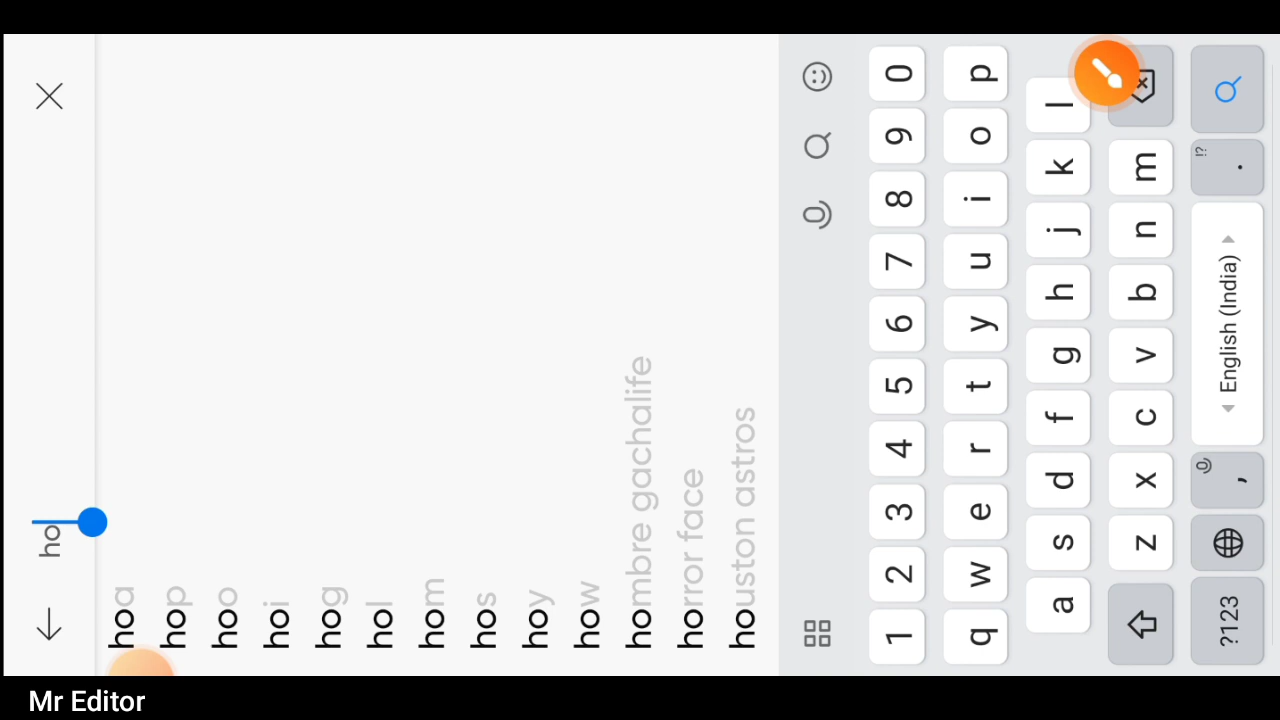 ho
hoa
hop
hoo
hoi
hog
hol
hom
hos
hoy
how
hombre gachalife
horror face
houston astros
1 2 3 4 5 6 7 8 9 0
q w e r t y u i o p
a s d f g h j k l
z x c v b n m
?123 , English (India) . !?
Mr Editor